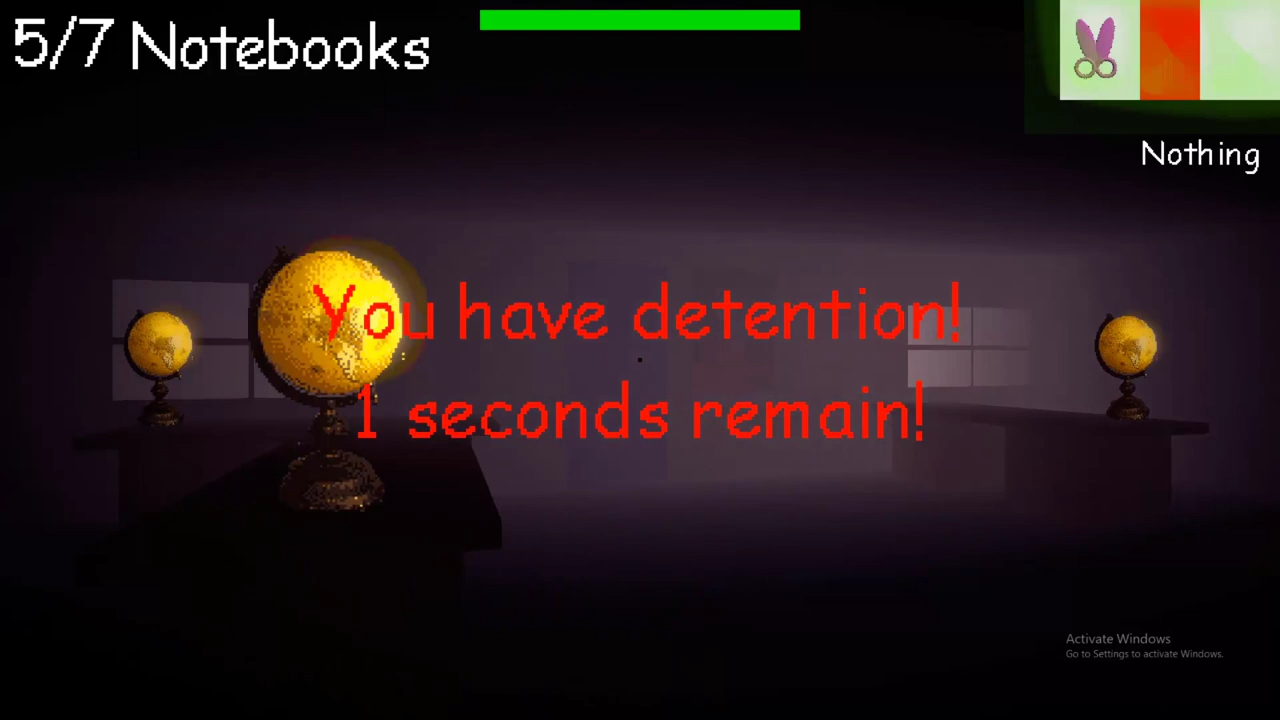 5/7 Notebooks
Nothing
You have detention!
1 seconds remain!
Activate Windows
Go to Settings to activate Windows.